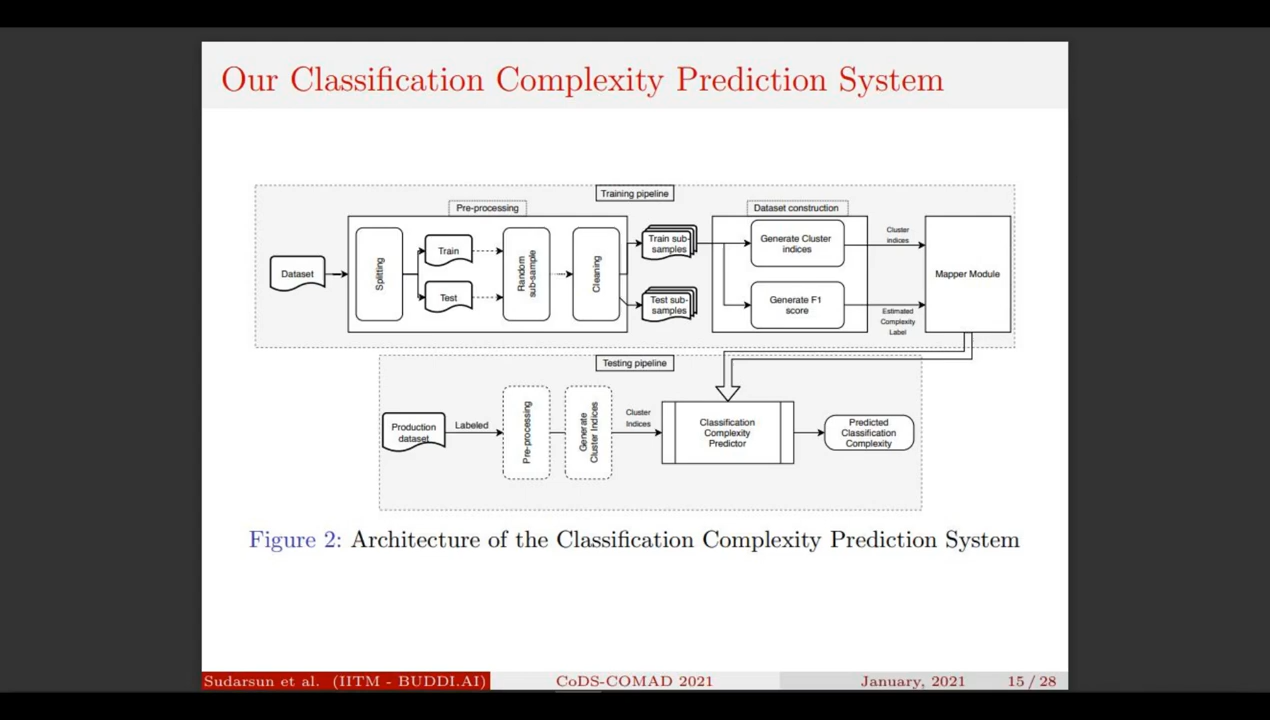 Our Classification Complexity Prediction System
Training pipeline
Pre-processing
Dataset construction
Dataset
Splitting
Train
Test
Random
sub-sample
Cleaning
Train sub-
samples
Test sub-
samples
Generate Cluster
indices
Generate F1
score
Cluster
indices
Estimated
Complexity
Label
Mapper Module
Testing pipeline
Production
dataset
Labeled
Pre-processing
Generate
Cluster Indices
Cluster
Indices
Classification
Complexity
Predictor
Predicted
Classification
Complexity
Figure 2: Architecture of the Classification Complexity Prediction System
Sudarsun et al. (IITM - BUDDI.AI)
CoDS-COMAD 2021
January, 2021
15 / 28